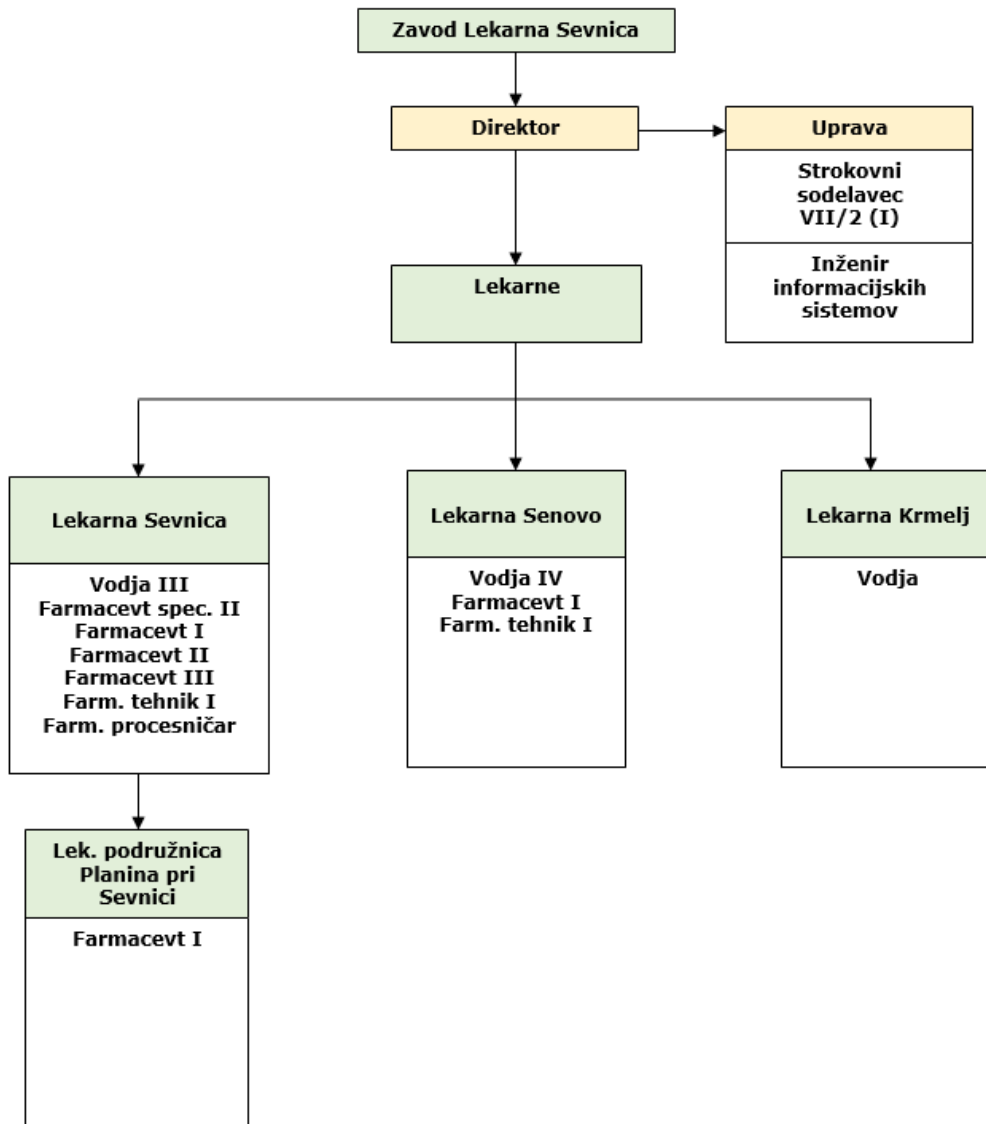 Zavod Lekarna Sevnica
Direktor
Uprava
Strokovni
sodelavec
VII/2 (I)
Inženir
informacijskih
sistemov
Lekarne
Lekarna Sevnica
Vodja III
Farmacevt spec. II
Farmacevt I
Farmacevt II
Farmacevt III
Farm. tehnik I
Farm. procesničar
Lekarna Senovo
Vodja IV
Farmacevt I
Farm. tehnik I
Lekarna Krmelj
Vodja
Lek. podružnica
Planina pri
Sevnici
Farmacevt I